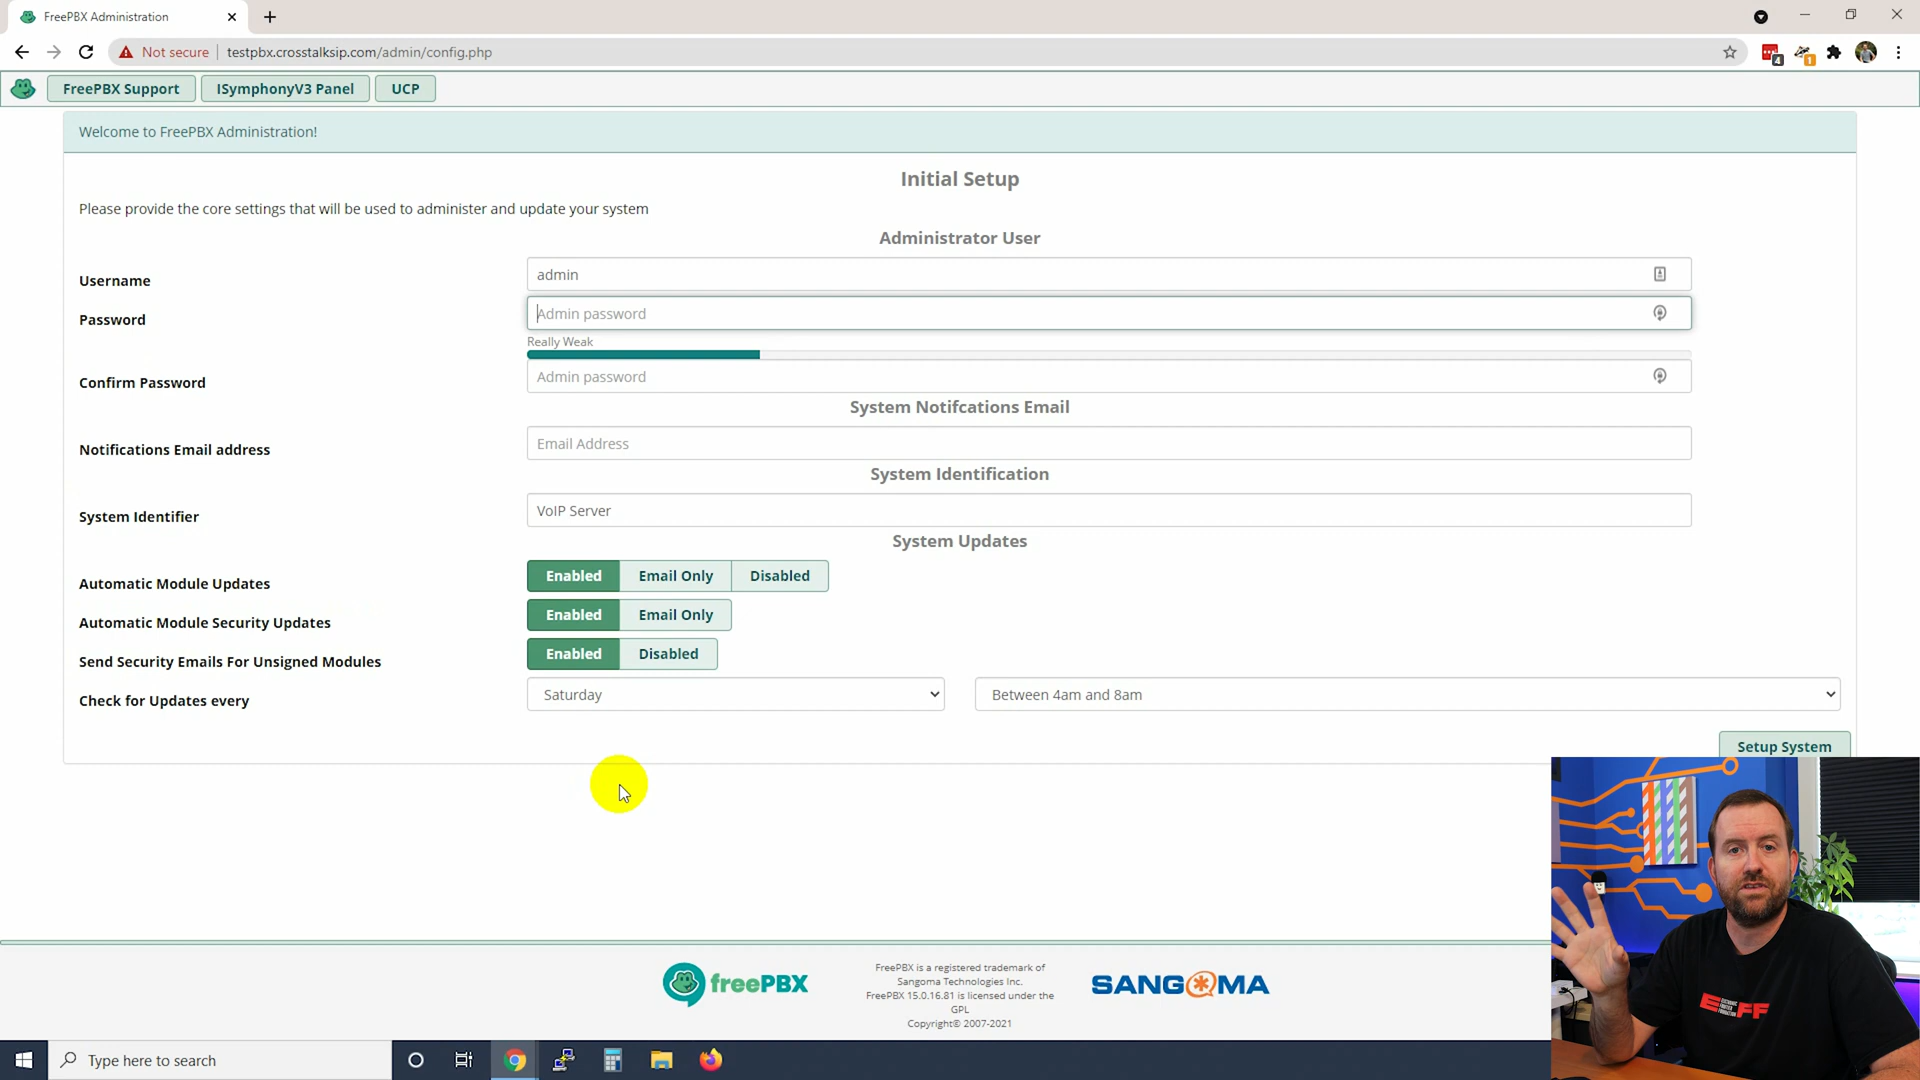 FreePBX Administration
Not secure
testpbx.crosstalksip.com/admin/config.php
4
1
FreePBX Support
ISymphonyV3 Panel
UCP
Welcome to FreePBX Administration!
Initial Setup
Please provide the core settings that will be used to administer and update your system
Administrator User
Username
admin
Password
Admin password
Really Weak
Confirm Password
Admin password
System Notifcations Email
Notifications Email address
Email Address
System Identification
System Identifier
VoIP Server
System Updates
Automatic Module Updates
Enabled Email Only Disabled
Automatic Module Security Updates
Enabled Email Only
Send Security Emails For Unsigned Modules
Enabled Disabled
Check for Updates every
Saturday
Between 4am and 8am
Setup System
freePBX
FreePBX is a registered trademark of
Sangoma Technologies Inc.
FreePBX 15.0.16.81 is licensed under the
GPL
Copyright© 2007-2021
SANGOMA
EFF
ELECTRONIC
FRONTIER
FOUNDATION
Type here to search